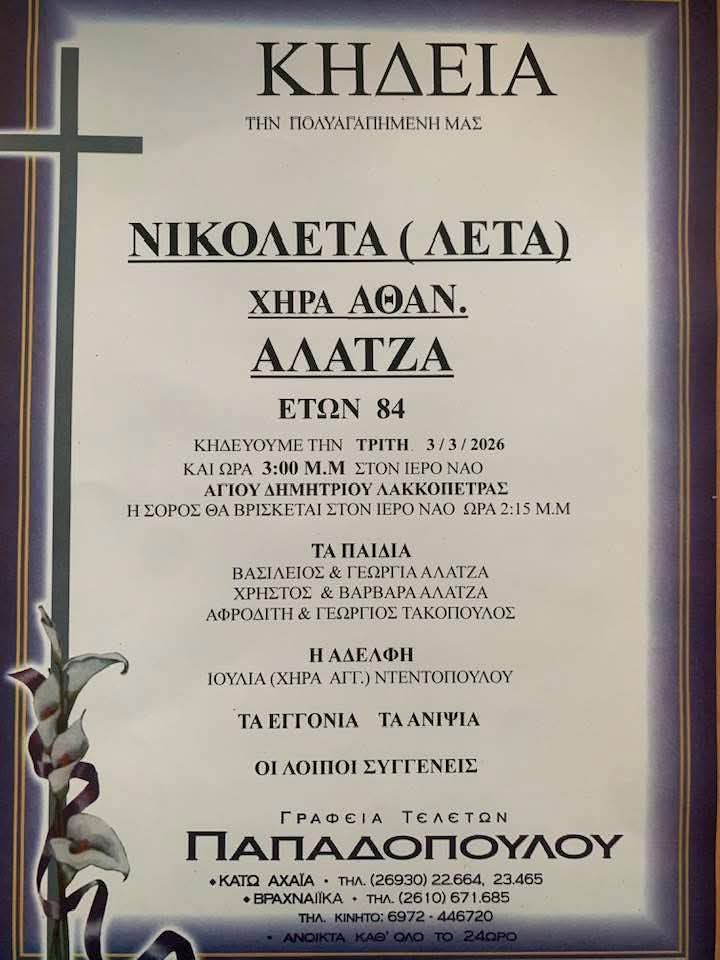 ΚΗΔΕΙΑ
ΤΗΝ ΠΟΛΥΑΓΑΠΗΜΕΝΗ ΜΑΣ
ΝΙΚΟΛΕΤΑ ( ΛΕΤΑ)
ΧΗΡΑ ΑΘΑΝ.
ΑΛΑΤΖΑ
ΕΤΩΝ 84
ΚΗΔΕΥΟΥΜΕ ΤΗΝ ΤΡΙΤΗ 3 / 3 / 2026
ΚΑΙ ΩΡΑ 3:00 Μ.Μ ΣΤΟΝ ΙΕΡΟ ΝΑΟ
ΑΓΙΟΥ ΔΗΜΗΤΡΙΟΥ ΛΑΚΚΟΠΕΤΡΑΣ
Η ΣΟΡΟΣ ΘΑ ΒΡΙΣΚΕΤΑΙ ΣΤΟΝ ΙΕΡΟ ΝΑΟ ΩΡΑ 2:15 Μ.Μ
ΤΑ ΠΑΙΔΙΑ
ΒΑΣΙΛΕΙΟΣ & ΓΕΩΡΓΙΑ ΑΛΑΤΖΑ
ΧΡΗΣΤΟΣ & ΒΑΡΒΑΡΑ ΑΛΑΤΖΑ
ΑΦΡΟΔΙΤΗ & ΓΕΩΡΓΙΟΣ ΤΑΚΟΠΟΥΛΟΣ
Η ΑΔΕΛΦΗ
ΙΟΥΛΙΑ (ΧΗΡΑ ΑΓΓ.) ΝΤΕΝΤΟΠΟΥΛΟΥ
ΤΑ ΕΓΓΟΝΙΑ ΤΑ ΑΝΙΨΙΑ
ΟΙ ΛΟΙΠΟΙ ΣΥΓΓΕΝΕΙΣ
ΓΡΑΦΕΙΑ ΤΕΛΕΤΩΝ
ΠΑΠΑΔΟΠΟΥΛΟΥ
◆ΚΑΤΩ ΑΧΑΪΑ • ΤΗΛ. (26930) 22.664, 23.465
◆ΒΡΑΧΝΑΙΪΚΑ • ΤΗΛ. (2610) 671.685
ΤΗΛ. ΚΙΝΗΤΟ: 6972 - 446720
• ΑΝΟΙΚΤΑ ΚΑΘ' ΟΛΟ ΤΟ 24ΩΡΟ